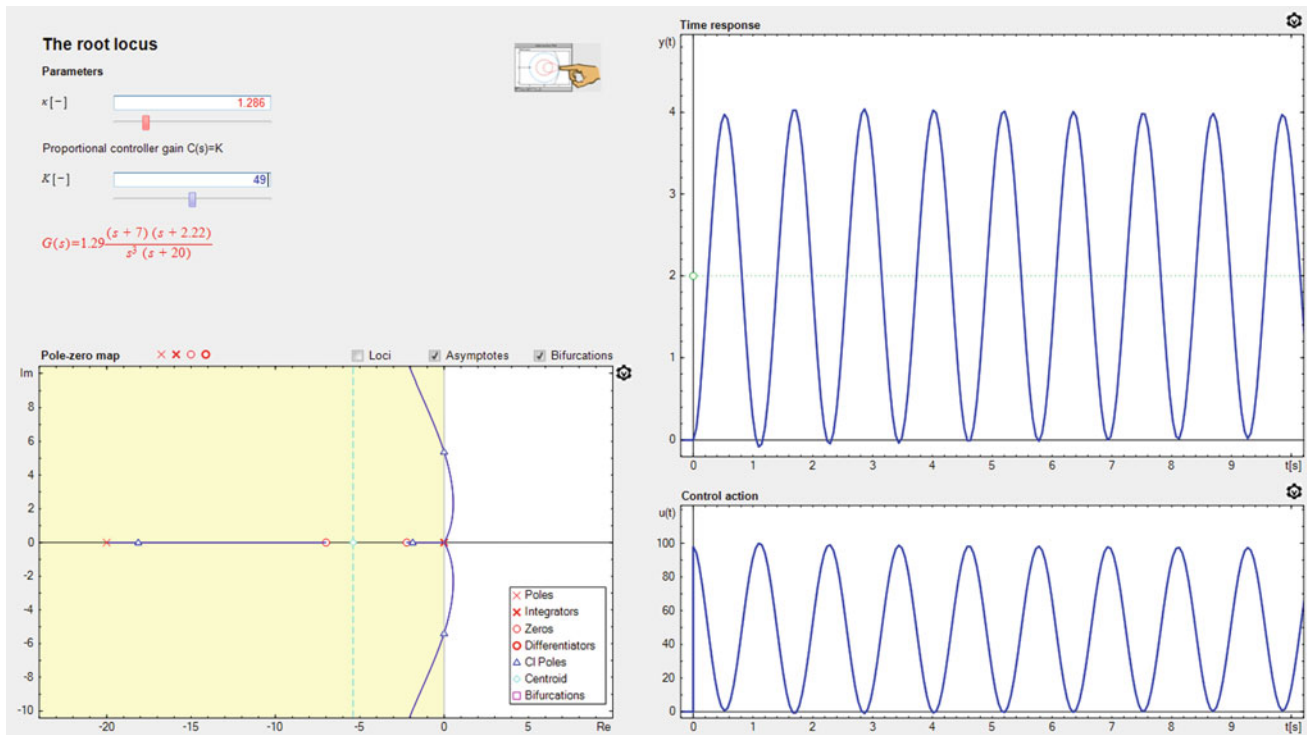 The root locus
Parameters
κ[−] 1.286
Proportional controller gain C(s)=K
K[−] 49
G(s)=1.29 (s + 7) (s + 2.22)
s³ (s + 20)
Pole-zero map Loci Asymptotes Bifurcations
Im
8
6
4
2
0
-2
-4
-6
-8
-10
-20 -15 -10 -5 0 5 Re
Poles
Integrators
Zeros
Differentiators
Cl Poles
Centroid
Bifurcations
Time response
y(t)
4
3
2
1
0
0 1 2 3 4 5 6 7 8 9 t[s]
Control action
u(t)
100
80
60
40
20
0
0 1 2 3 4 5 6 7 8 9 t[s]